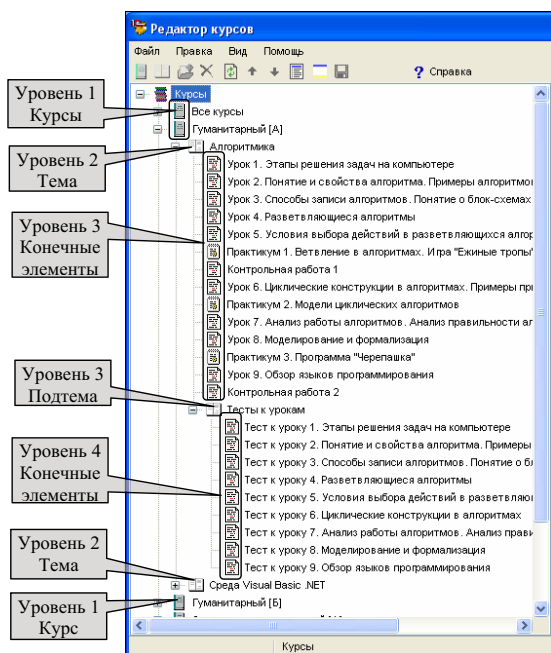 Редактор курсов
Файл Правка Вид Помощь
? Справка
Уровень 1
Курсы
Курсы
Все курсы
Гуманитарный [А]
Уровень 2
Тема
Алгоритмика
Урок 1. Этапы решения задач на компьютере
Урок 2. Понятие и свойства алгоритма. Примеры алгоритмо
Урок 3. Способы записи алгоритмов. Понятие о блок-схемах
Уровень 3
Конечные
элементы
Урок 4. Разветвляющиеся алгоритмы
Урок 5. Условия выбора действий в разветвляющихся алгор
Практикум 1. Ветвление в алгоритмах. Игра "Ежиные тропы"
Контрольная работа 1
Урок 6. Циклические конструкции в алгоритмах. Примеры пр
Практикум 2. Модели циклических алгоритмов
Урок 7. Анализ работы алгоритмов. Анализ правильности ал
Урок 8. Моделирование и формализация
Практикум 3. Программа "Черепашка"
Урок 9. Обзор языков программирования
Контрольная работа 2
Уровень 3
Подтема
Тесты к урокам
Тест к уроку 1. Этапы решения задач на компьютере
Тест к уроку 2. Понятие и свойства алгоритма. Примеры
Тест к уроку 3. Способы записи алгоритмов. Понятие о бл
Уровень 4
Конечные
элементы
Тест к уроку 4. Разветвляющиеся алгоритмы
Тест к уроку 5. Условия выбора действий в разветвляю
Тест к уроку 6. Циклические конструкции в алгоритмах
Тест к уроку 7. Анализ работы алгоритмов. Анализ прави
Тест к уроку 8. Моделирование и формализация
Тест к уроку 9. Обзор языков программирования
Уровень 2
Тема
Среда Visual Basic .NET
Уровень 1
Курс
Гуманитарный [Б]
Курсы